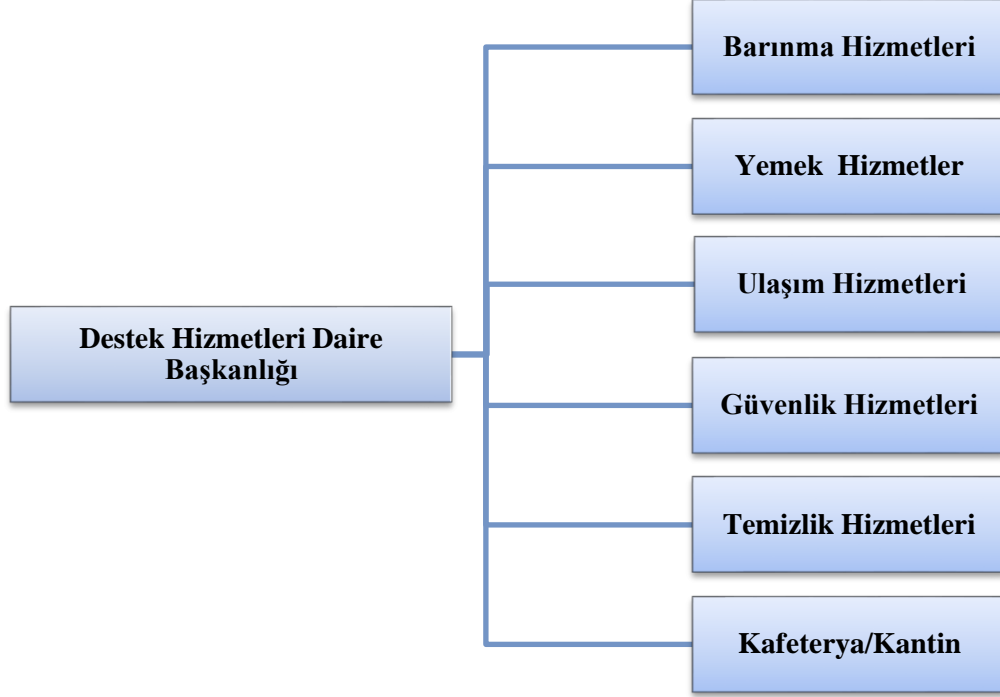 Barınma Hizmetleri
Yemek  Hizmetler
Ulaşım Hizmetleri
Destek Hizmetleri Daire
Başkanlığı
Güvenlik Hizmetleri
Temizlik Hizmetleri
Kafeterya/Kantin